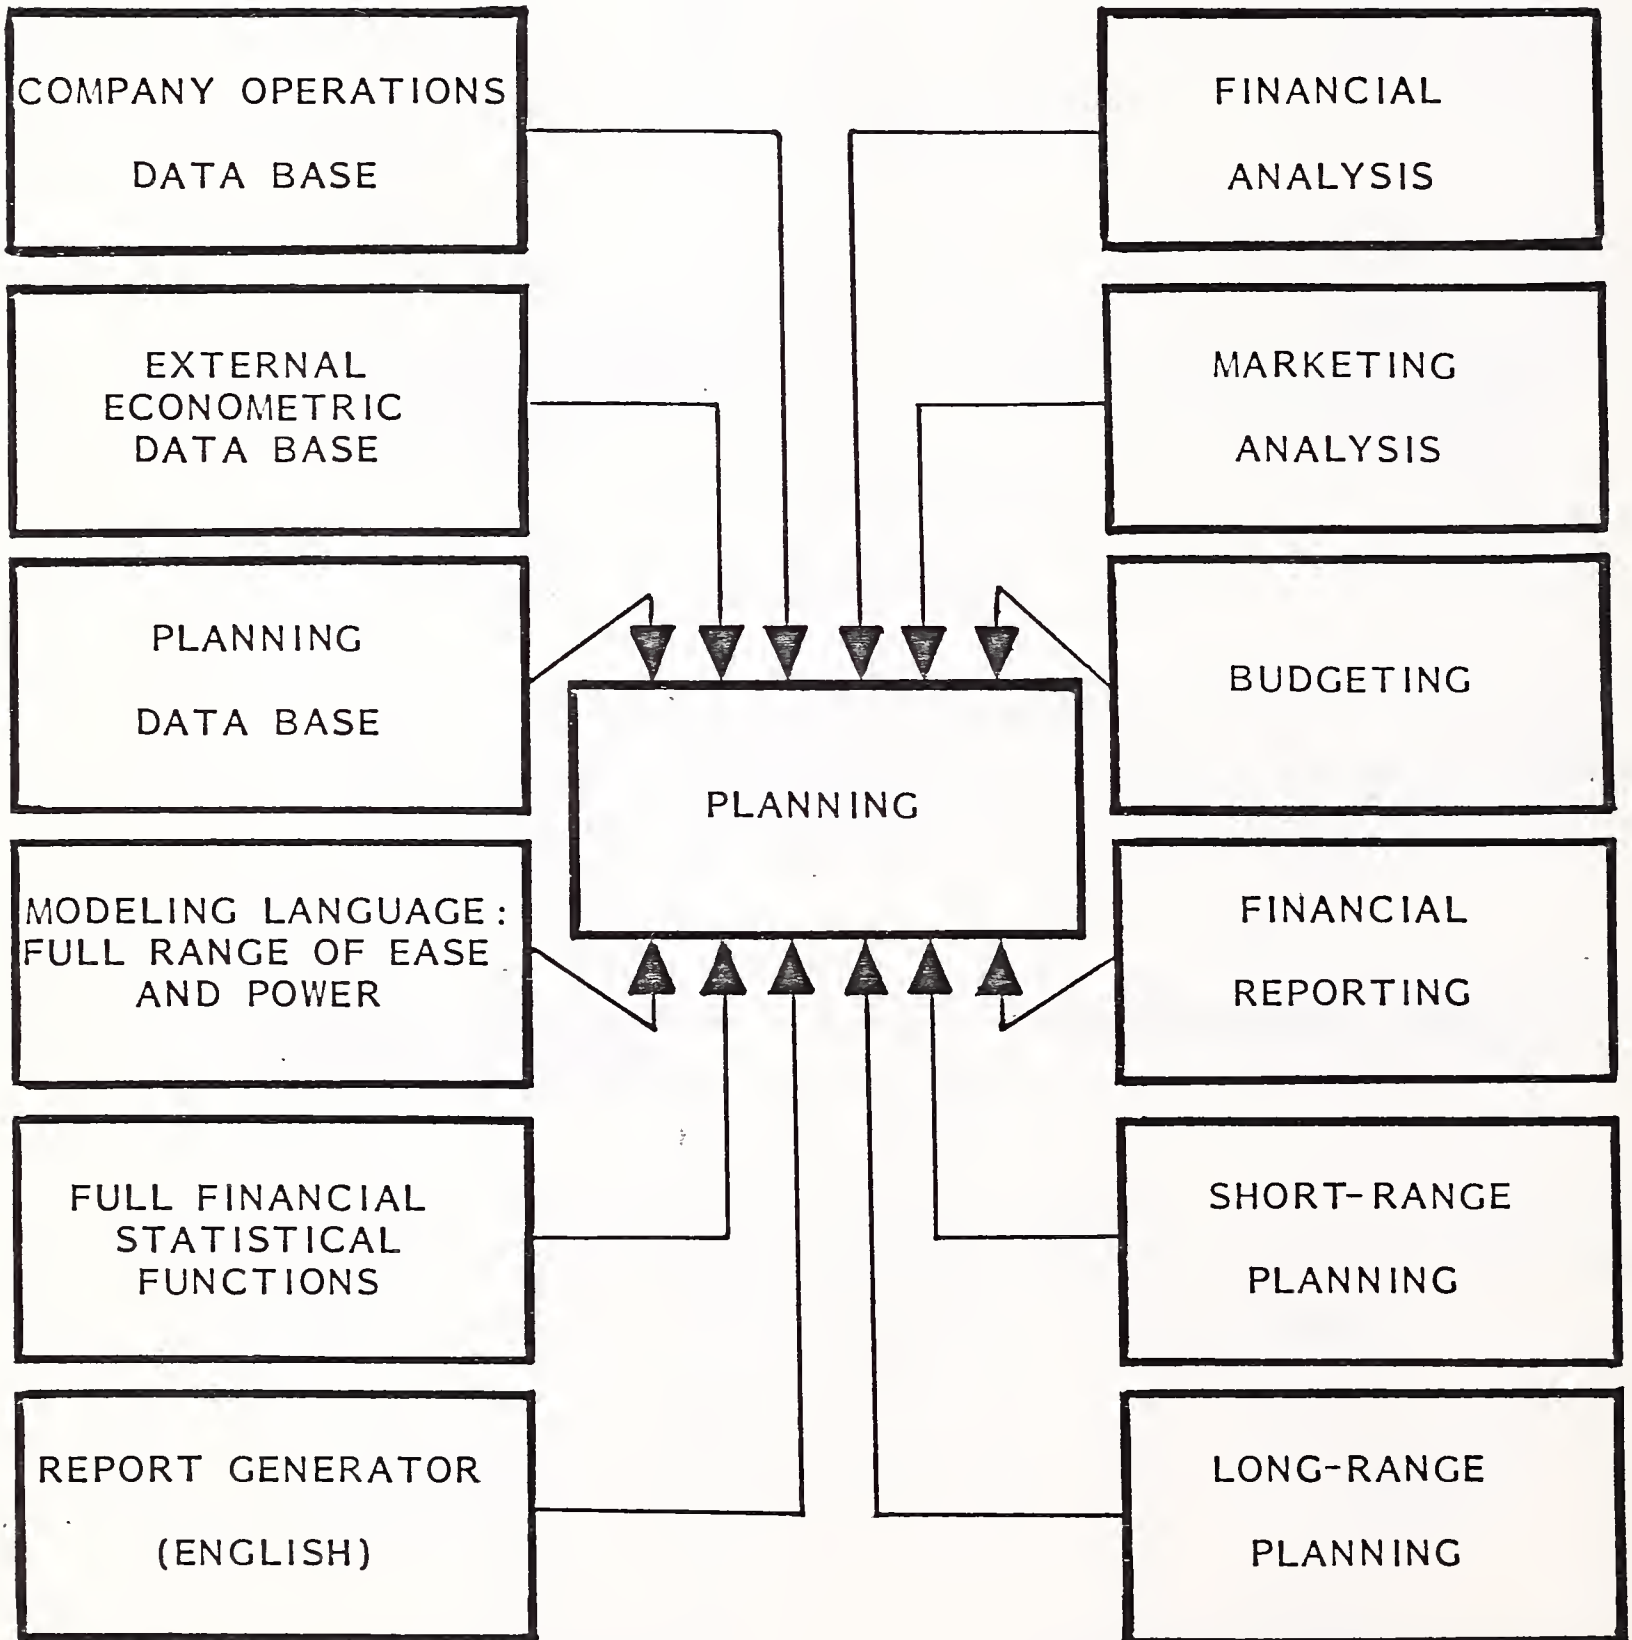 COMPANY OPERATIONS
DATA BASE
EXTERNAL
ECONOMETRIC
DATA BASE
PLANNING
DATA BASE
MODELING LANGUAGE:
FULL RANGE OF EASE
AND POWER
FULL FINANCIAL
STATISTICAL
FUNCTIONS
REPORT GENERATOR
(ENGLISH)
PLANNING
FINANCIAL
ANALYSIS
MARKETING
ANALYSIS
BUDGETING
FINANCIAL
REPORTING
SHORT-RANGE
PLANNING
LONG-RANGE
PLANNING